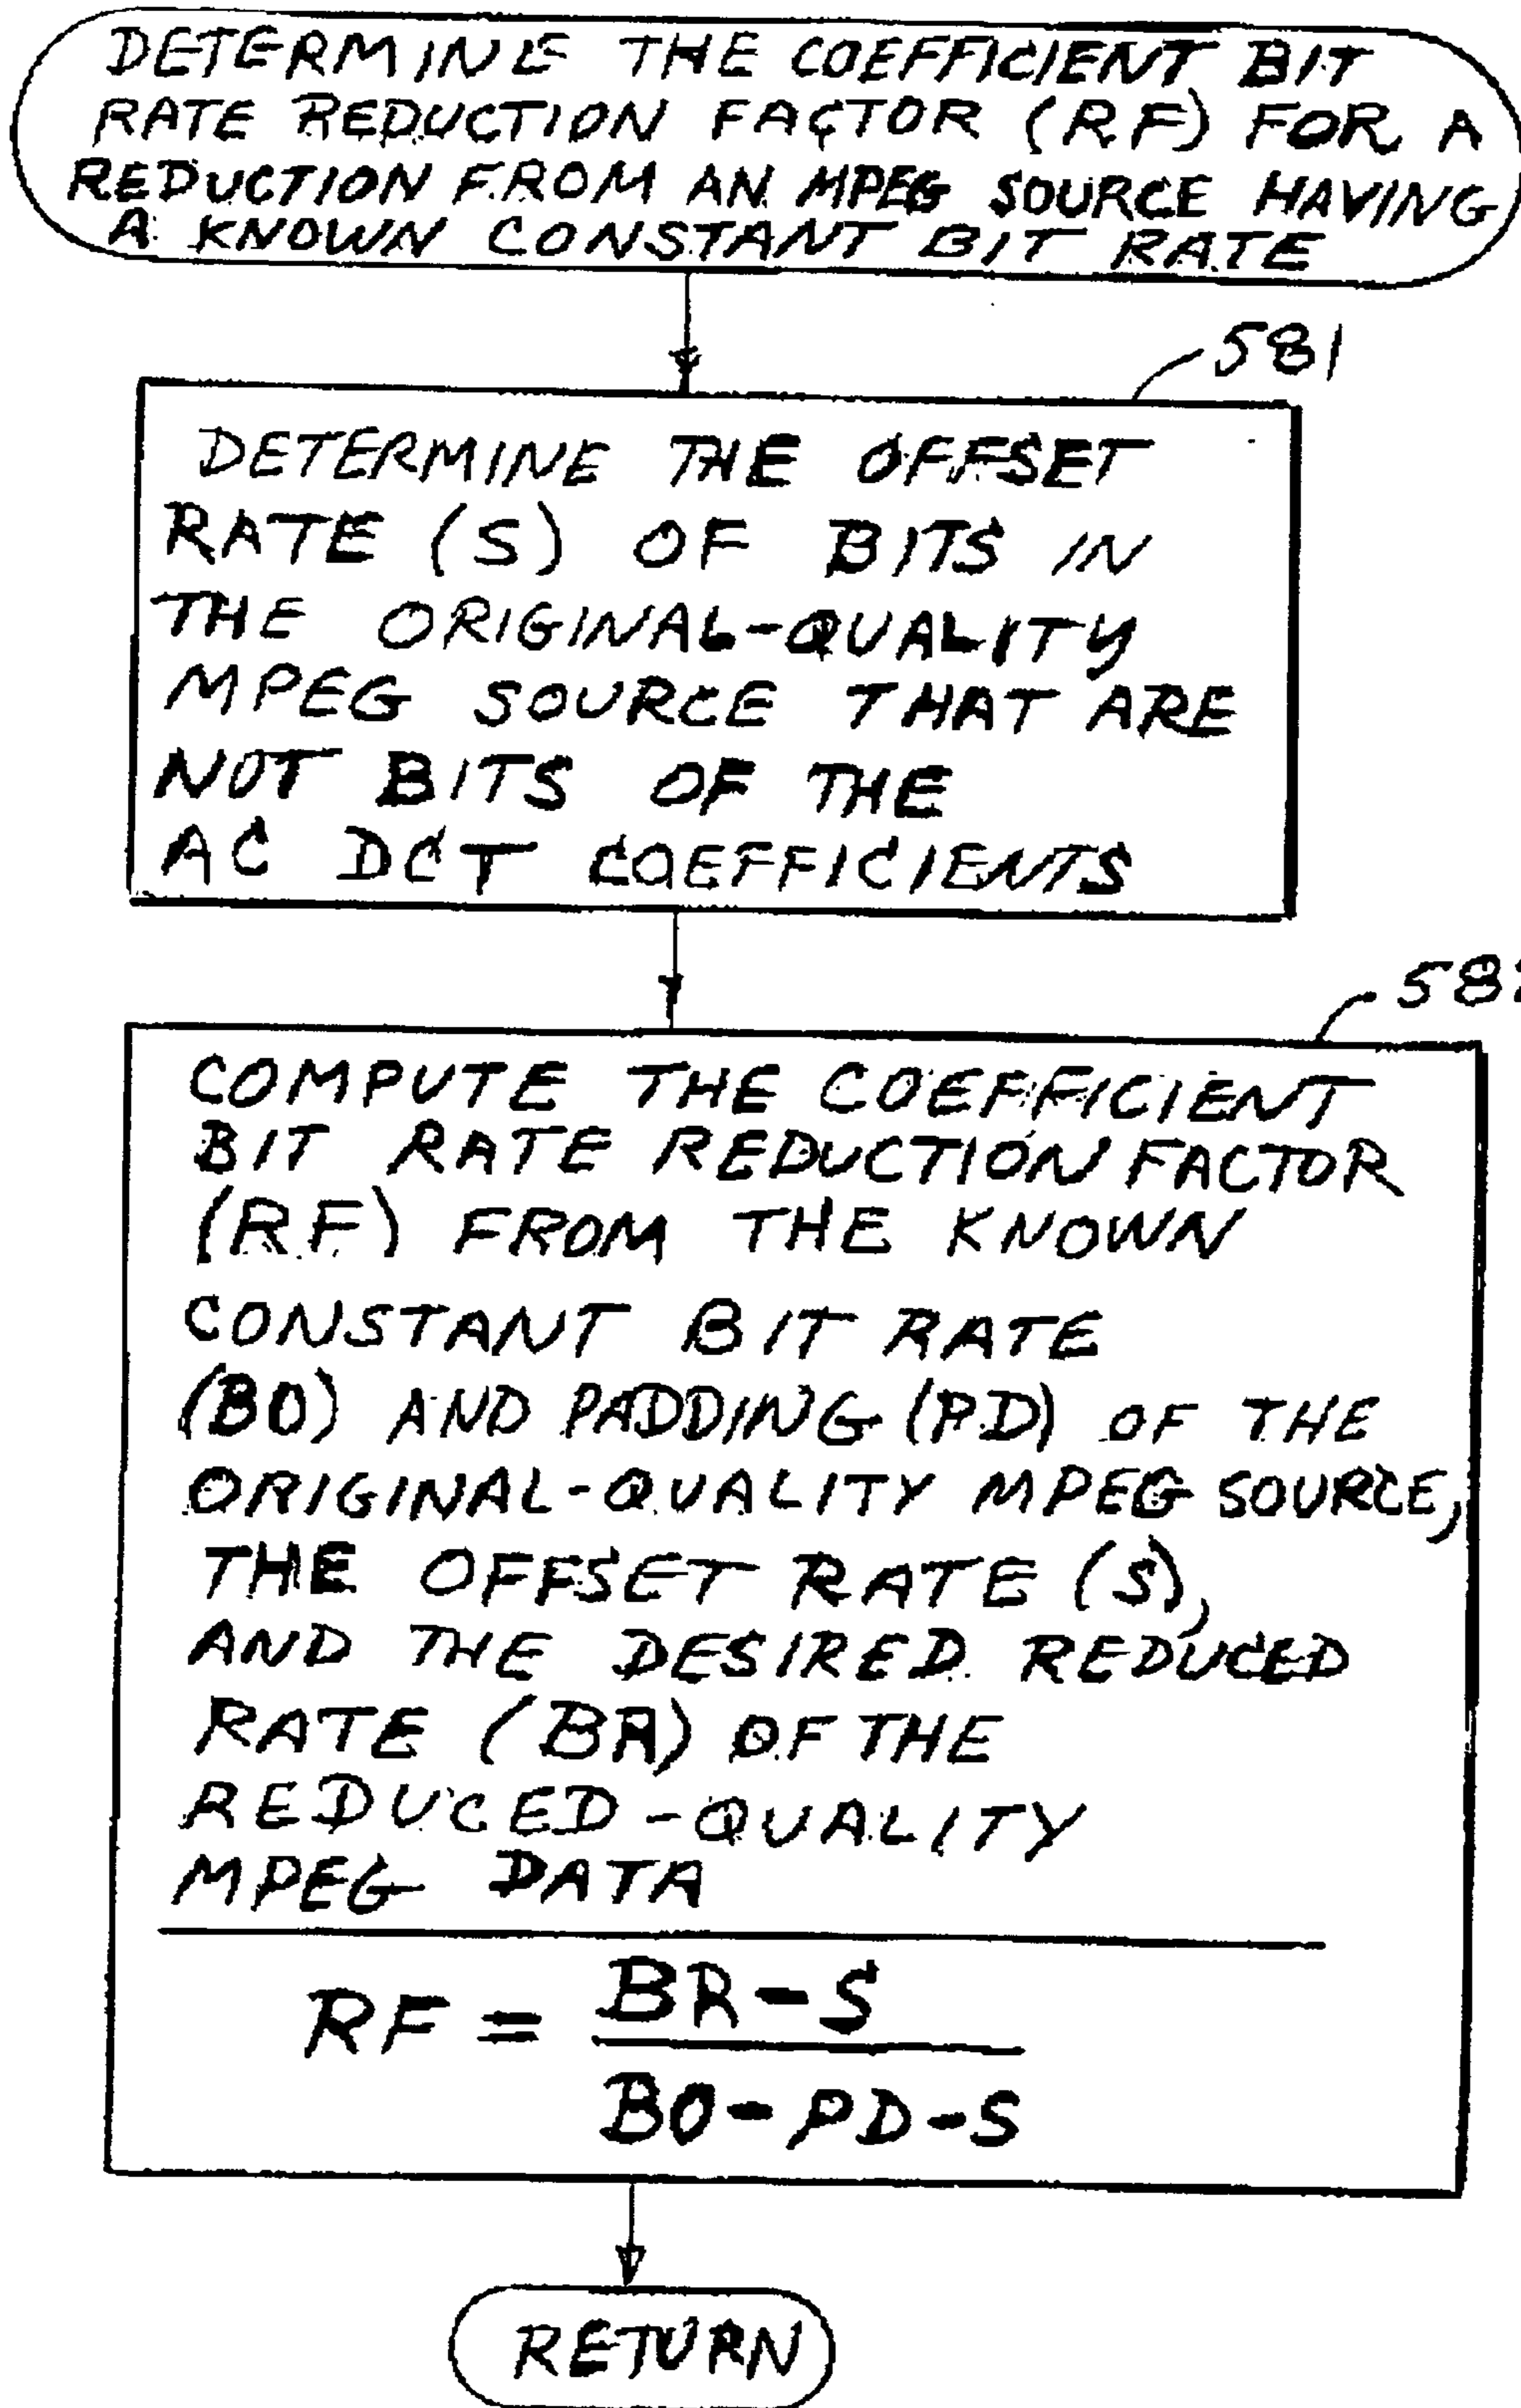 DETERMINE THE COEFFICIENT BIT
RATE REDUCTION FACTOR (RF) FOR A
REDUCTION FROM AN MPEG SOURCE HAVING
A KNOWN CONSTANT BIT RATE
581
DETERMINE THE OFFSET
RATE (S) OF BITS IN
THE ORIGINAL-QUALITY
MPEG SOURCE THAT ARE
NOT BITS OF THE
AC DCT COEFFICIENTS
COMPUTE THE COEFFICIENT
BIT RATE REDUCTION FACTOR
(RF) FROM THE KNOWN
CONSTANT BIT RATE
(BO) AND PADDING (PD) OF THE
ORIGINAL-QUALITY MPEG SOURCE,
THE OFFSET RATE (S),
AND THE DESIRED REDUCED
RATE (BR) OF THE
REDUCED-QUALITY
MPEG DATA
RF = BR-S
BO-PD-S
RETURN